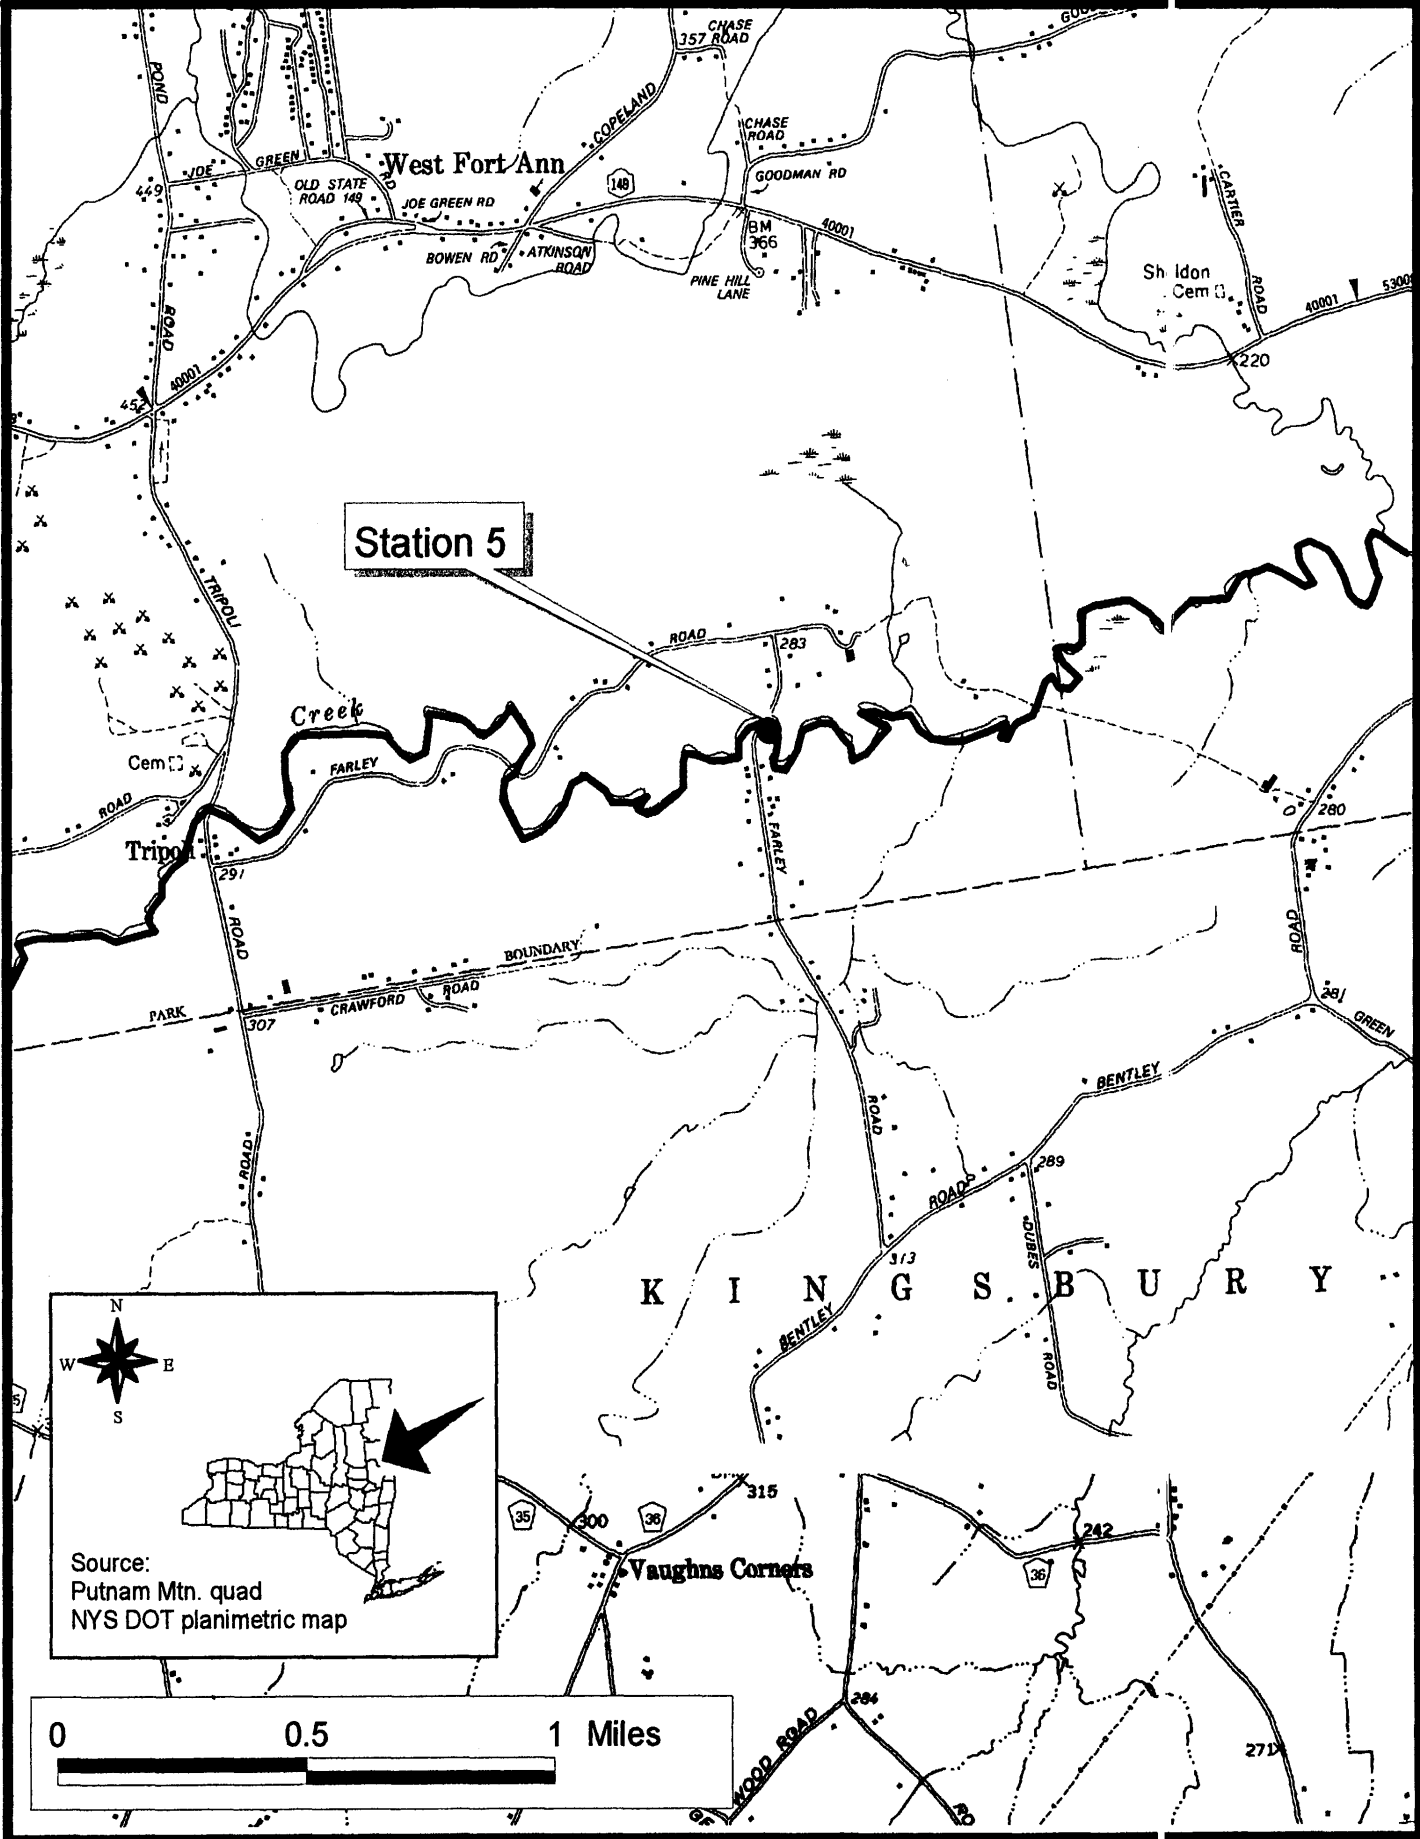 CHASE
357 ROAD
POND
COPELAND
CHASE
ROAD
JOE
GREEN
RD
West Fort Ann
449
OLD STATE
ROAD 149
JOE GREEN RD
149
GOODMAN RD
CARTIER
ROAD
BM
366
40001
BOWEN RD
ATKINSON
ROAD
PINE HILL
LANE
Sheldon
Cem
40001
220
ROAD
40001
452
Station 5
TRIPOLI
ROAD
283
Creek
FARLEY
Cem
ROAD
280
Tripoli
291
FARLEY
ROAD
ROAD
BOUNDARY
PARK
CRAWFORD
ROAD
307
281
GREEN
BENTLEY
ROAD
ROAD
289
ROAD
DUBES
ROAD
313
KINGSBURY
BENTLEY
N
W E
S
35
36
315
300
242
36
Vaughns Corners
Source:
Putnam Mtn. quad
NYS DOT planimetric map
284
WOOD ROAD
271
0 0.5 1 Miles